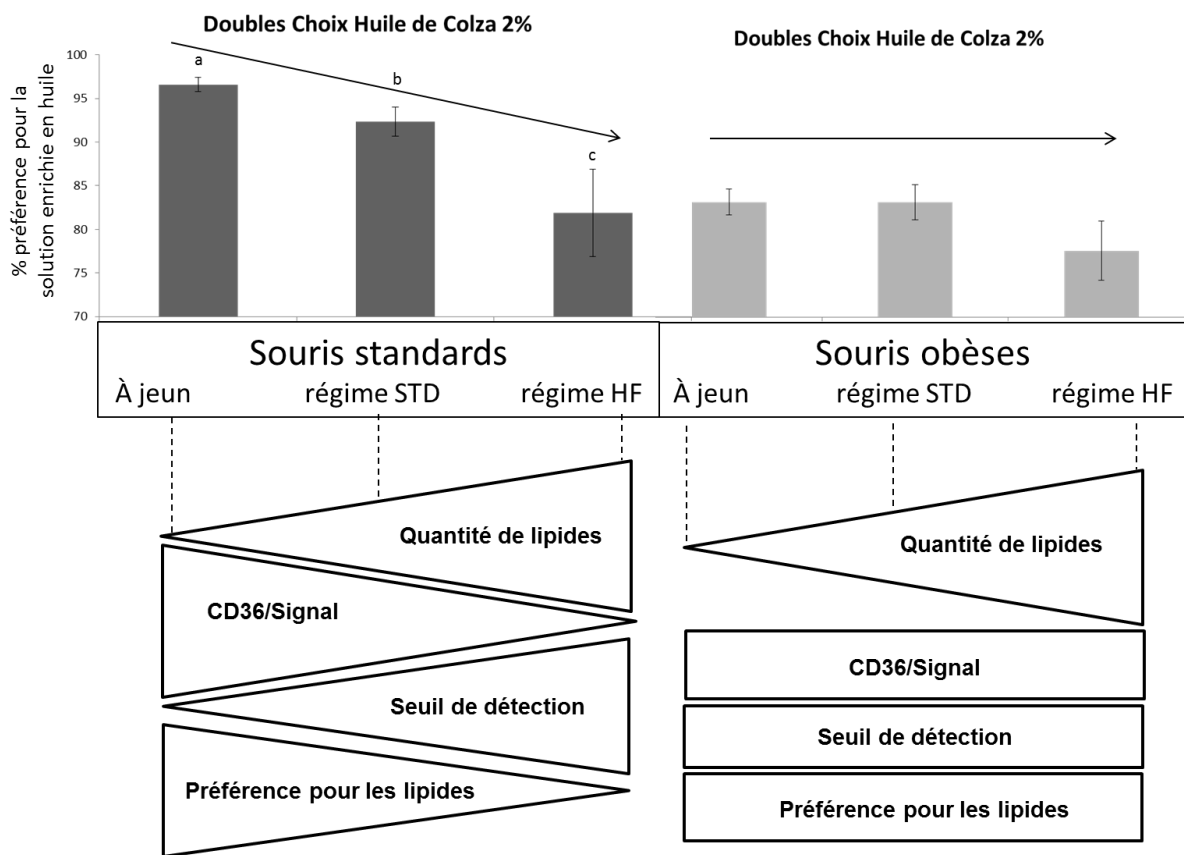 Doubles Choix Huile de Colza 2%
Doubles Choix Huile de Colza 2%
% préférence pour la
solution enrichie en huile
100
95
90
85
80
75
70
a
b
c
Souris standards
À jeun
régime STD
régime HF
Souris obèses
À jeun
régime STD
régime HF
Quantité de lipides
CD36/Signal
Seuil de détection
Préférence pour les lipides
Quantité de lipides
CD36/Signal
Seuil de détection
Préférence pour les lipides